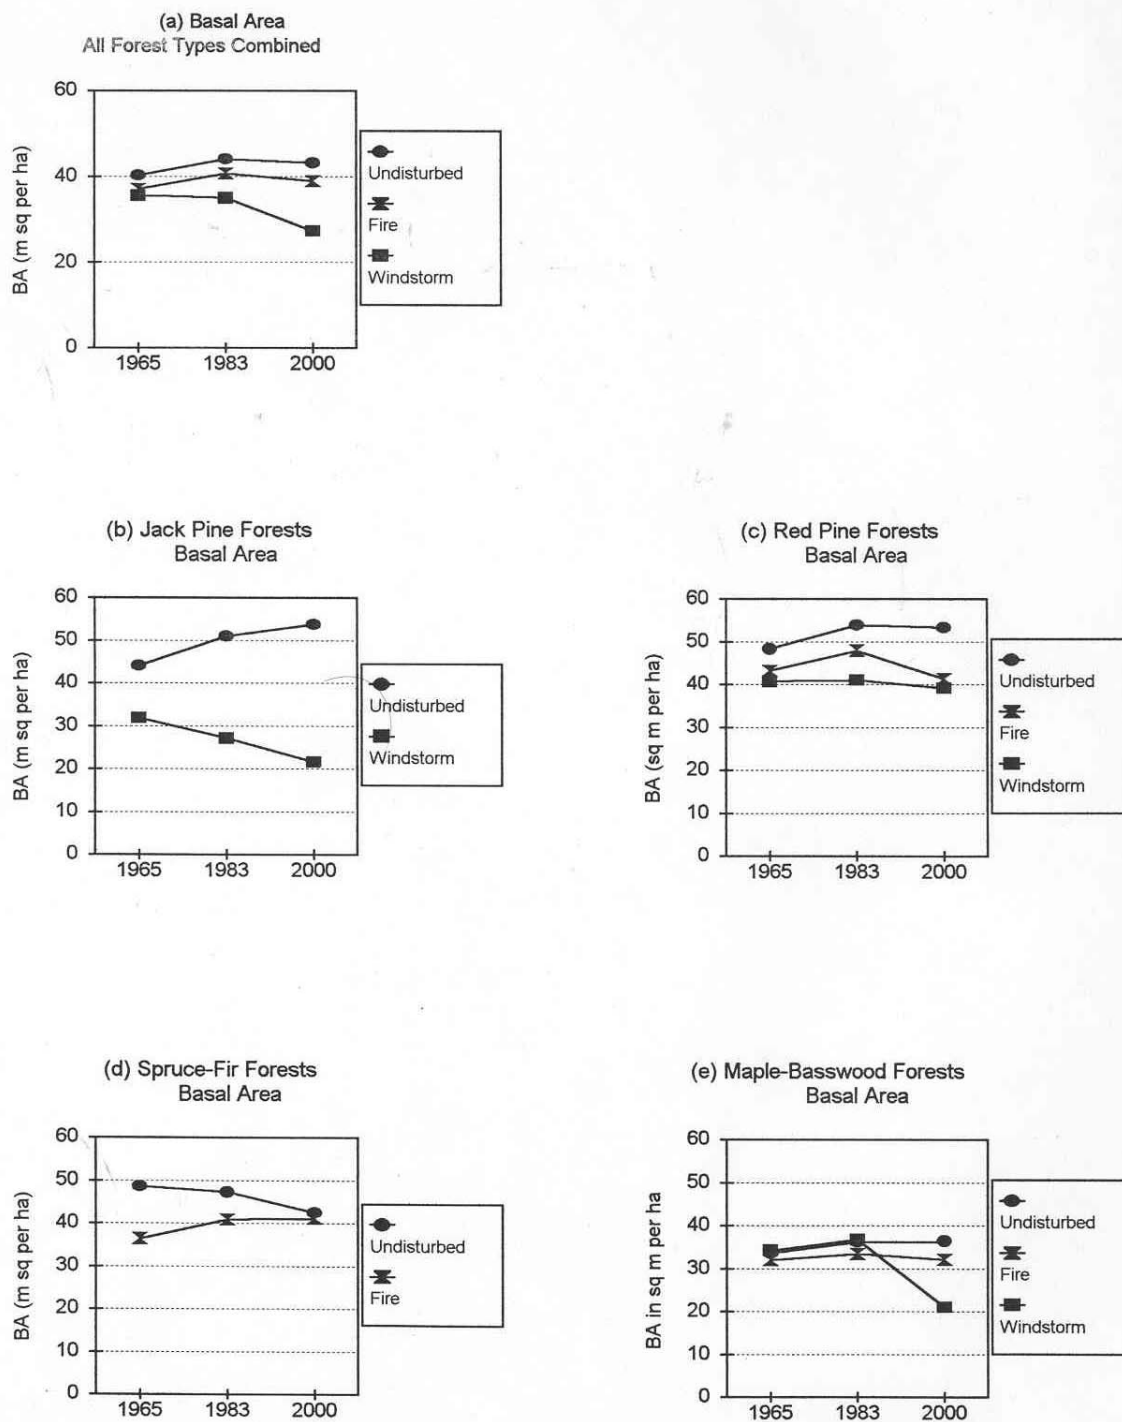 (a) Basal Area
All Forest Types Combined
BA (m sq per ha)
60
40
20
0
1965 1983 2000
Undisturbed
Fire
Windstorm
(b) Jack Pine Forests
Basal Area
BA (m sq per ha)
60
50
40
30
20
10
0
1965 1983 2000
Undisturbed
Windstorm
(c) Red Pine Forests
Basal Area
BA (sq m per ha)
60
50
40
30
20
10
0
1965 1983 2000
Undisturbed
Fire
Windstorm
(d) Spruce-Fir Forests
Basal Area
BA (m sq per ha)
60
50
40
30
20
10
0
1965 1983 2000
Undisturbed
Fire
(e) Maple-Basswood Forests
Basal Area
BA in sq m per ha
60
50
40
30
20
10
0
1965 1983 2000
Undisturbed
Fire
Windstorm